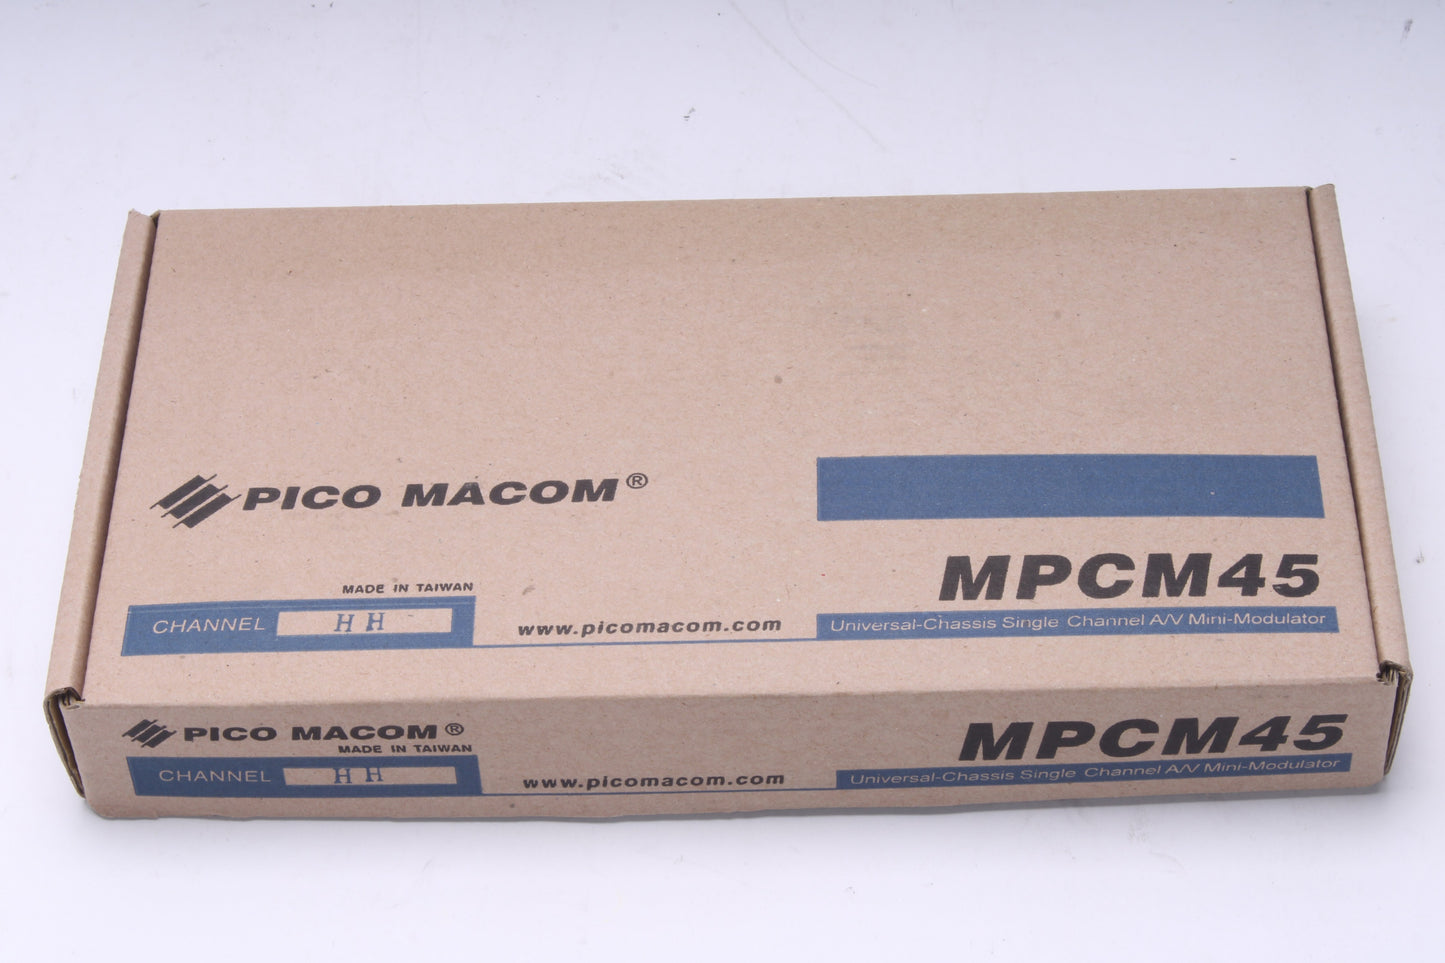 PICO MACOM®
MPCM45
MADE IN TAIWAN
CHANNEL HH
www.picomacom.com
Universal-Chassis Single Channel A/V Mini-Modulator
PICO MACOM®
MPCM45
MADE IN TAIWAN
CHANNEL HH
www.picomacom.com
Universal-Chassis Single Channel A/V Mini-Modulator